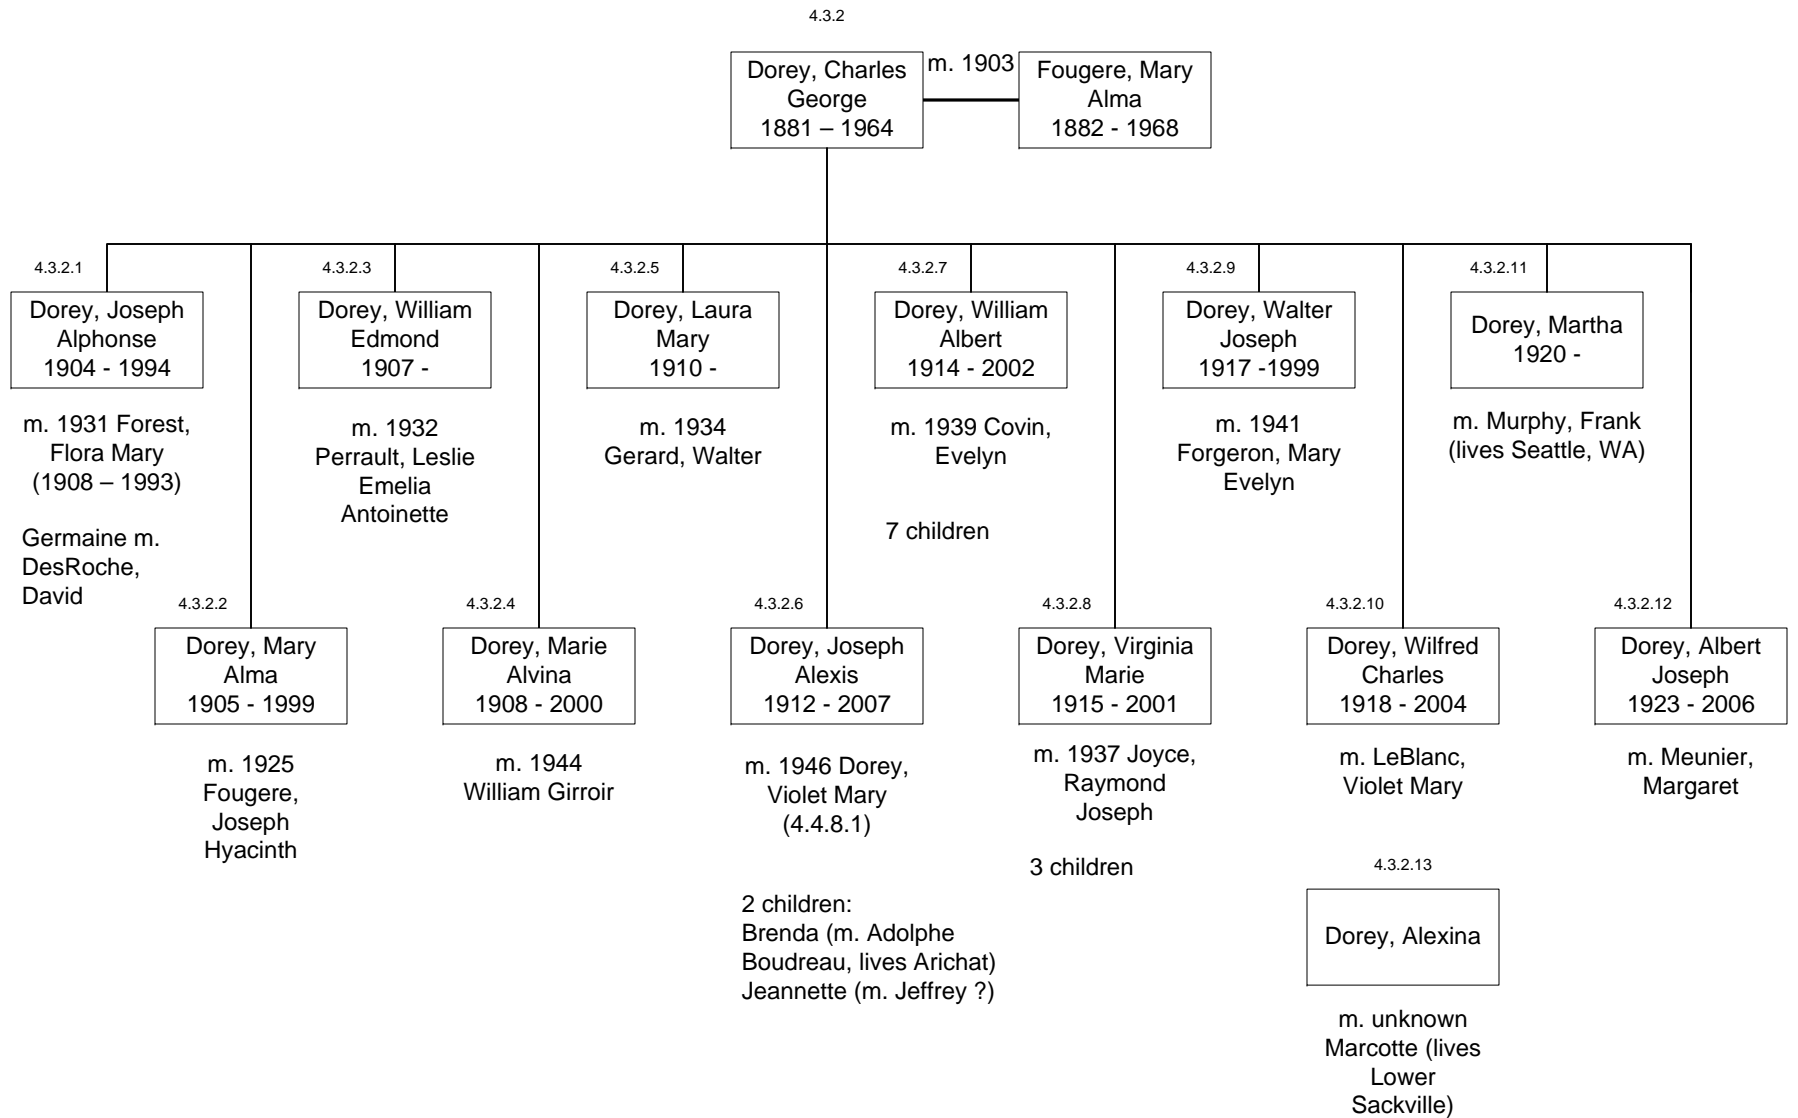 4.3.2
Dorey, Charles
George
1881 – 1964
m. 1903
Fougere, Mary
Alma
1882 - 1968
4.3.2.1
Dorey, Joseph
Alphonse
1904 - 1994
m. 1931 Forest,
Flora Mary
(1908 – 1993)
Germaine m.
DesRoche,
David
4.3.2.3
Dorey, William
Edmond
1907 -
m. 1932
Perrault, Leslie
Emelia
Antoinette
4.3.2.5
Dorey, Laura
Mary
1910 -
m. 1934
Gerard, Walter
4.3.2.7
Dorey, William
Albert
1914 - 2002
m. 1939 Covin,
Evelyn
7 children
4.3.2.9
Dorey, Walter
Joseph
1917 -1999
m. 1941
Forgeron, Mary
Evelyn
4.3.2.11
Dorey, Martha
1920 -
m. Murphy, Frank
(lives Seattle, WA)
4.3.2.2
Dorey, Mary
Alma
1905 - 1999
m. 1925
Fougere,
Joseph
Hyacinth
4.3.2.4
Dorey, Marie
Alvina
1908 - 2000
m. 1944
William Girroir
4.3.2.6
Dorey, Joseph
Alexis
1912 - 2007
m. 1946 Dorey,
Violet Mary
(4.4.8.1)
2 children:
Brenda (m. Adolphe
Boudreau, lives Arichat)
Jeannette (m. Jeffrey ?)
4.3.2.8
Dorey, Virginia
Marie
1915 - 2001
m. 1937 Joyce,
Raymond
Joseph
3 children
4.3.2.10
Dorey, Wilfred
Charles
1918 - 2004
m. LeBlanc,
Violet Mary
4.3.2.12
Dorey, Albert
Joseph
1923 - 2006
m. Meunier,
Margaret
4.3.2.13
Dorey, Alexina
m. unknown
Marcotte (lives
Lower
Sackville)